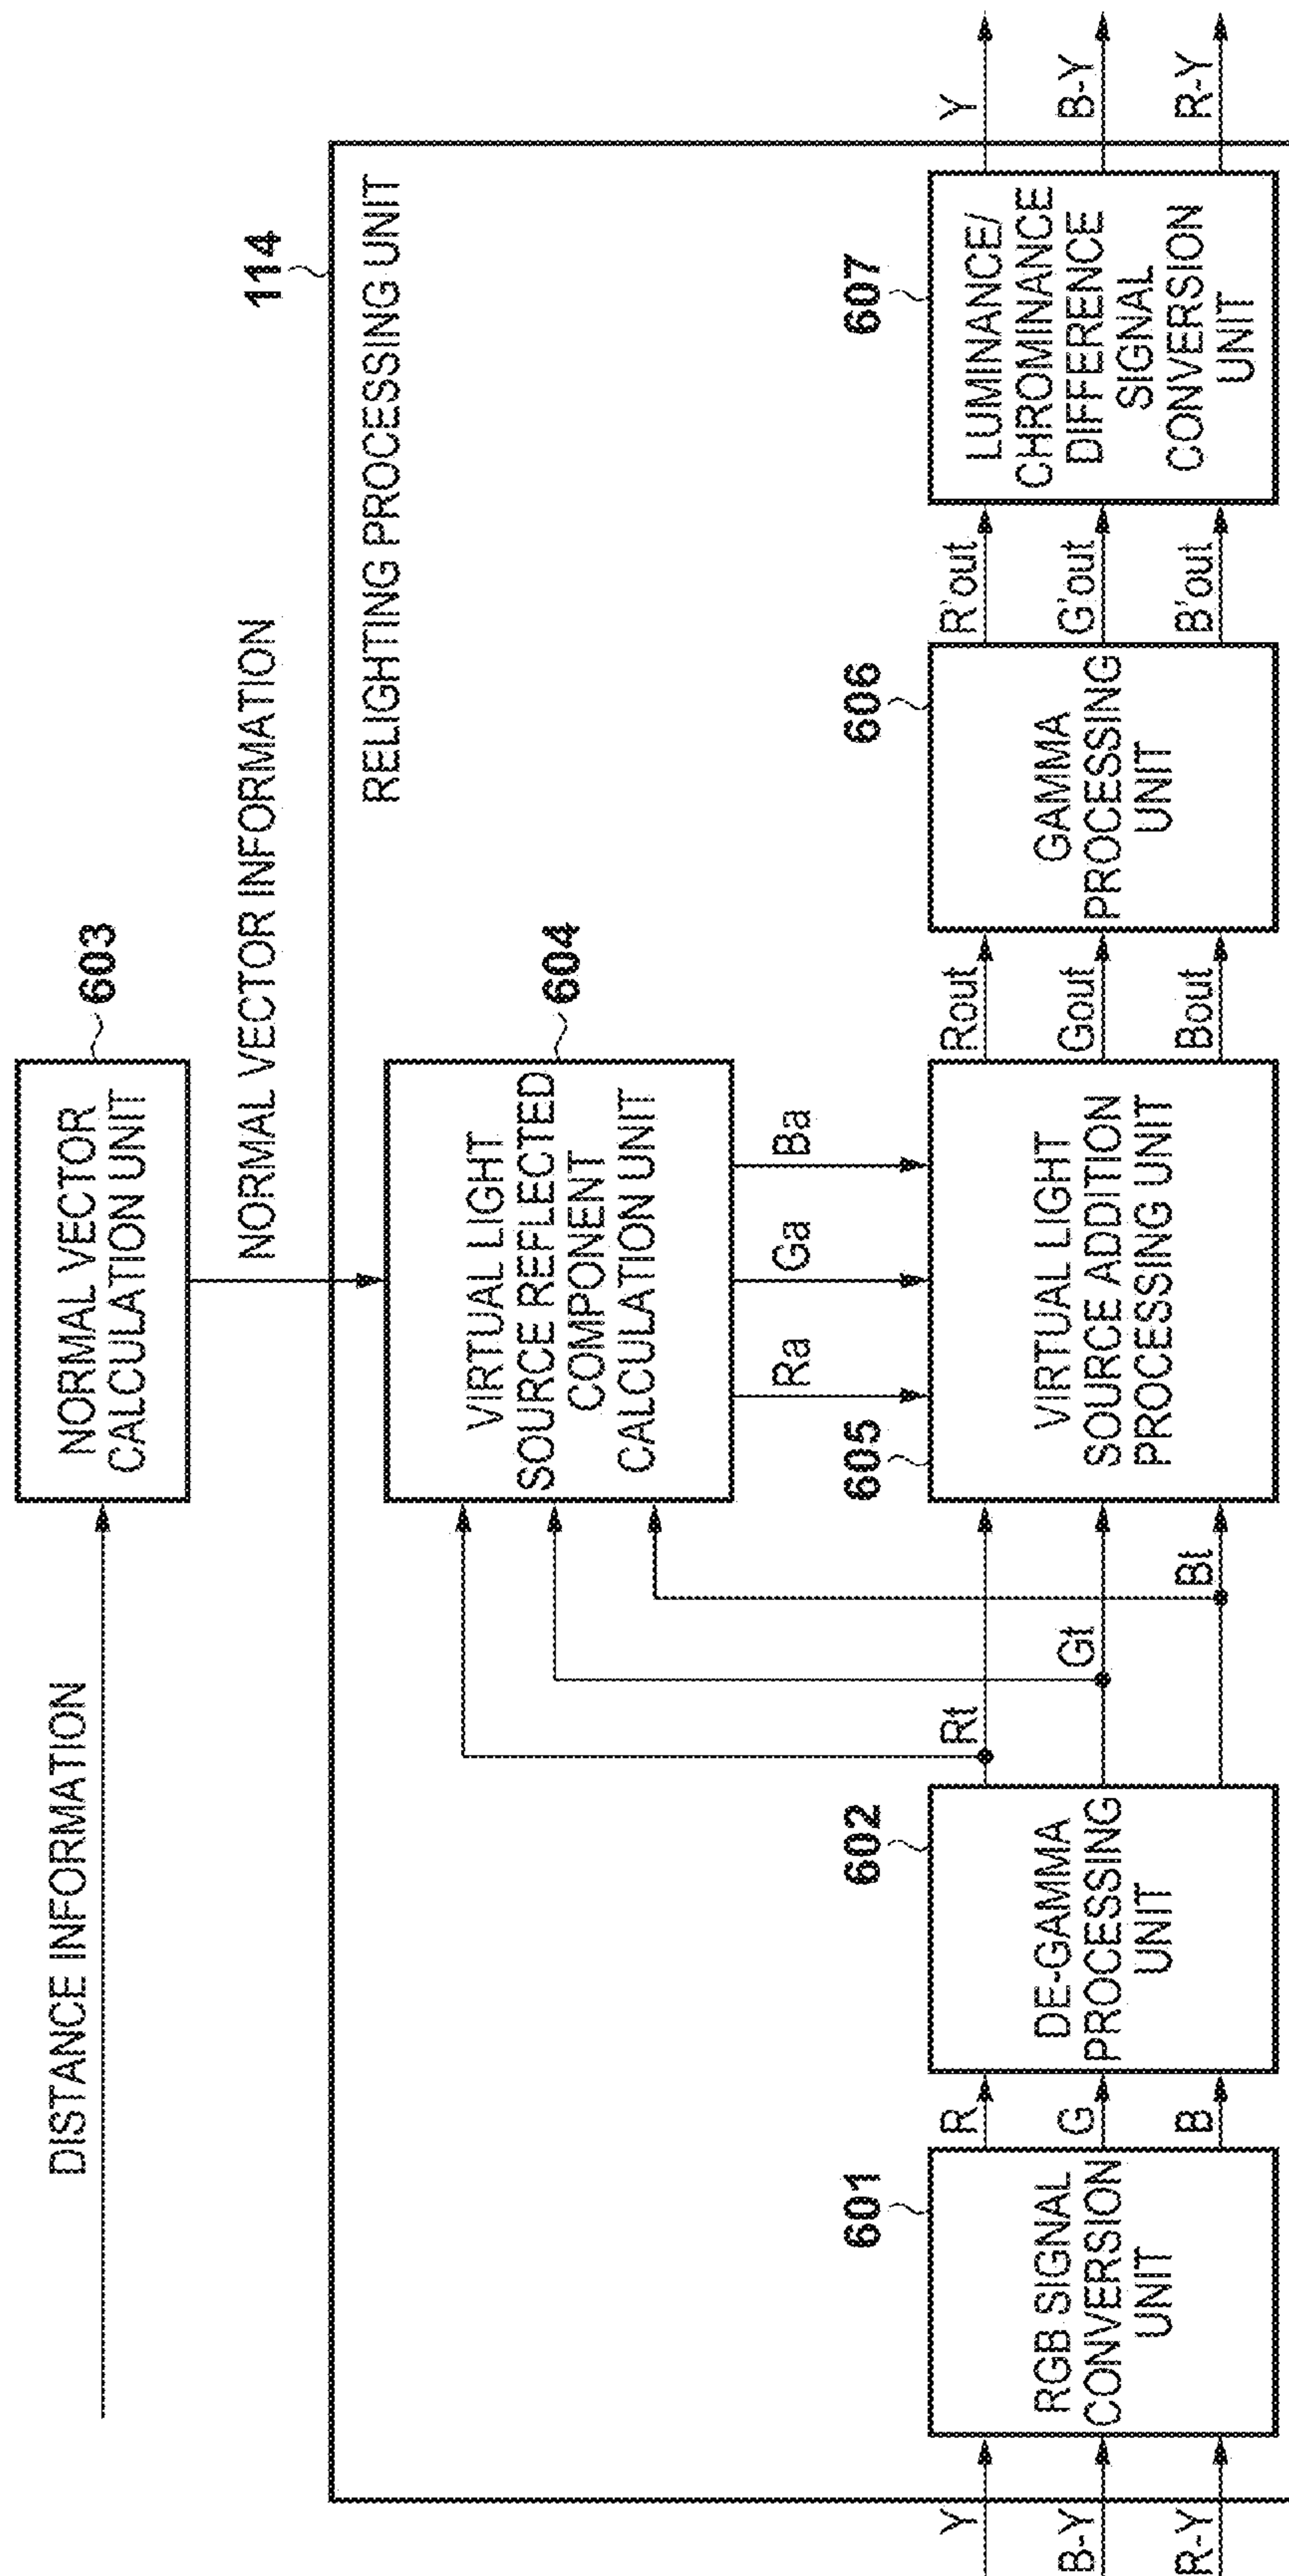 DISTANCE INFORMATION
NORMAL VECTOR
CALCULATION UNIT
603
NORMAL VECTOR INFORMATION
114
RELIGHTING PROCESSING UNIT
VIRTUAL LIGHT
SOURCE REFLECTED
COMPONENT
CALCULATION UNIT
604
Ra
Ga
Ba
Y
B-Y
R-Y
601
RGB SIGNAL
CONVERSION
UNIT
R
G
B
602
DE-GAMMA
PROCESSING
UNIT
Rt
Gt
Bt
605
VIRTUAL LIGHT
SOURCE ADDITION
PROCESSING UNIT
Rout
Gout
Bout
606
GAMMA
PROCESSING
UNIT
R'out
G'out
B'out
607
LUMINANCE/
CHROMINANCE
DIFFERENCE
SIGNAL
CONVERSION
UNIT
Y
B-Y
R-Y